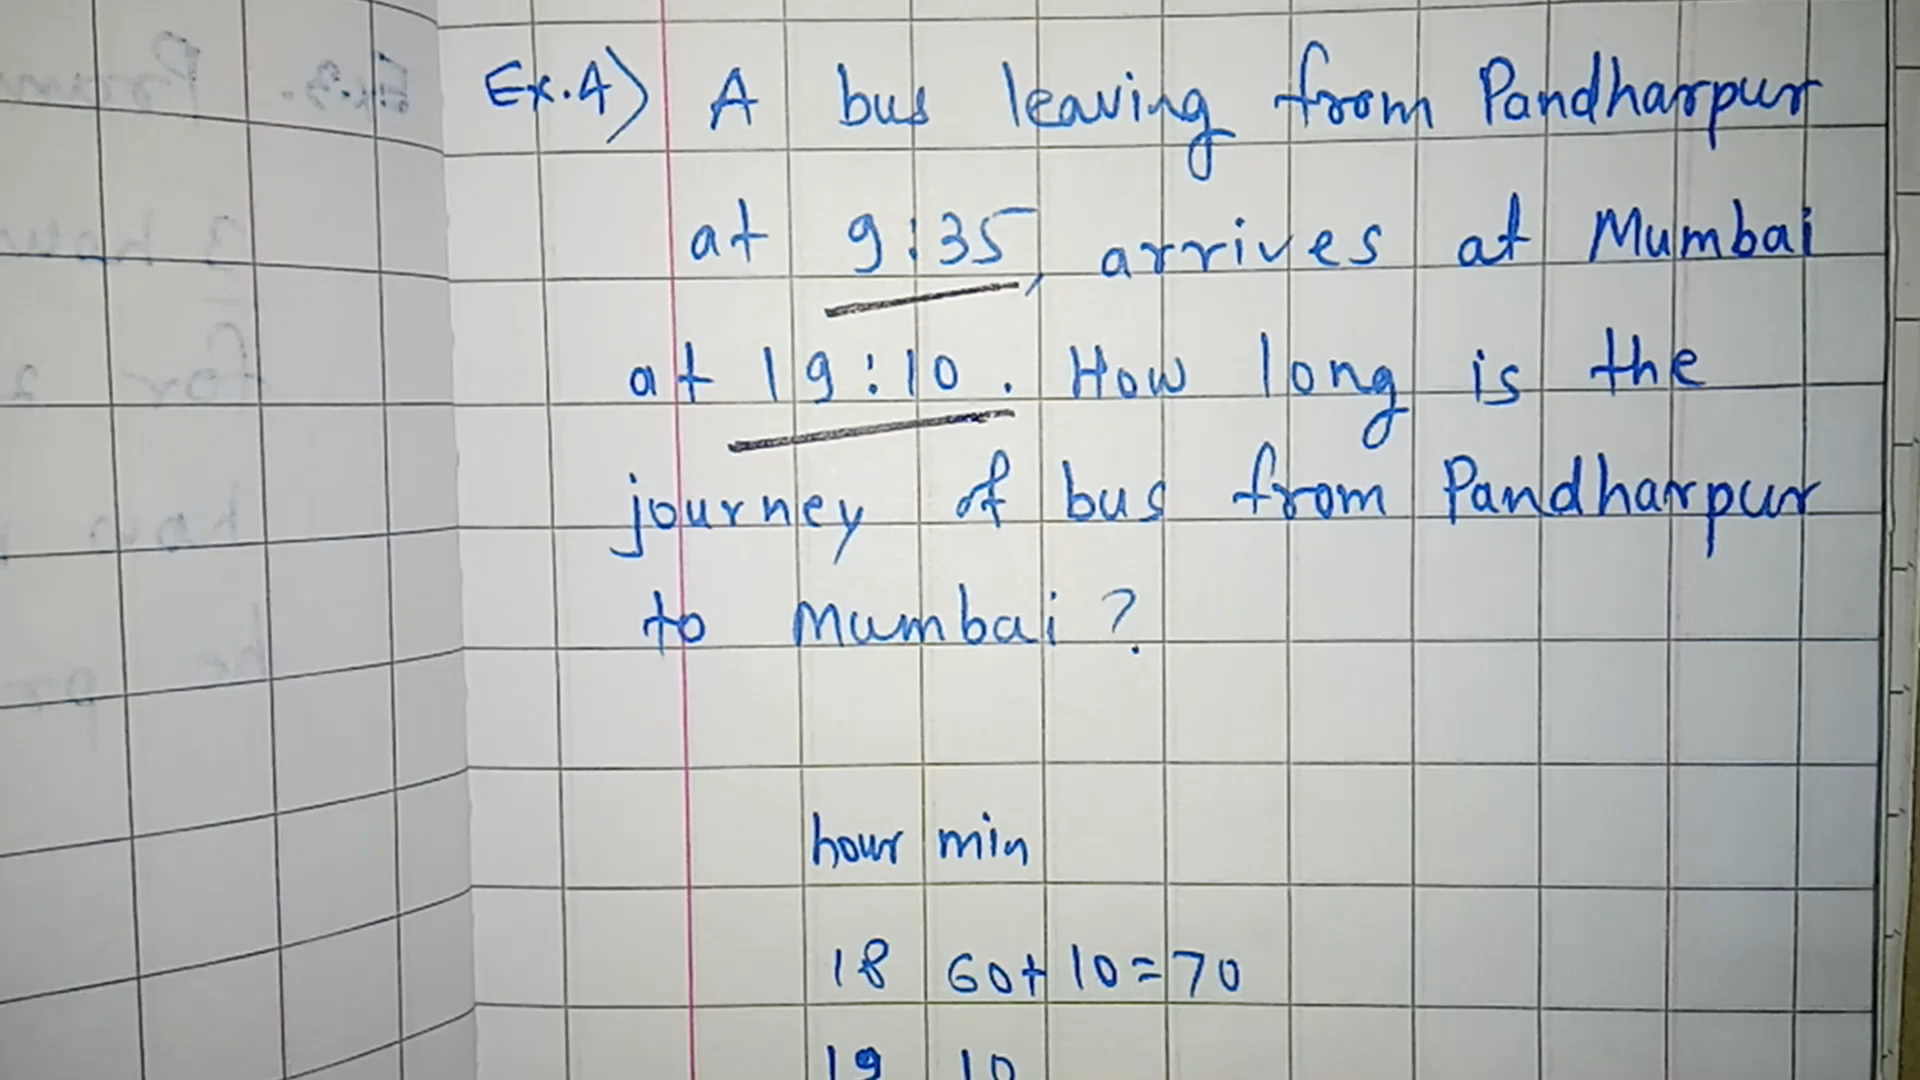 Ex.4) A bus leaving from Pandharpur
at 9:35, arrives at Mumbai
at 19:10. How long is the
journey of bus from Pandharpur
to Mumbai?
hour min
18 60+10=70
19 10